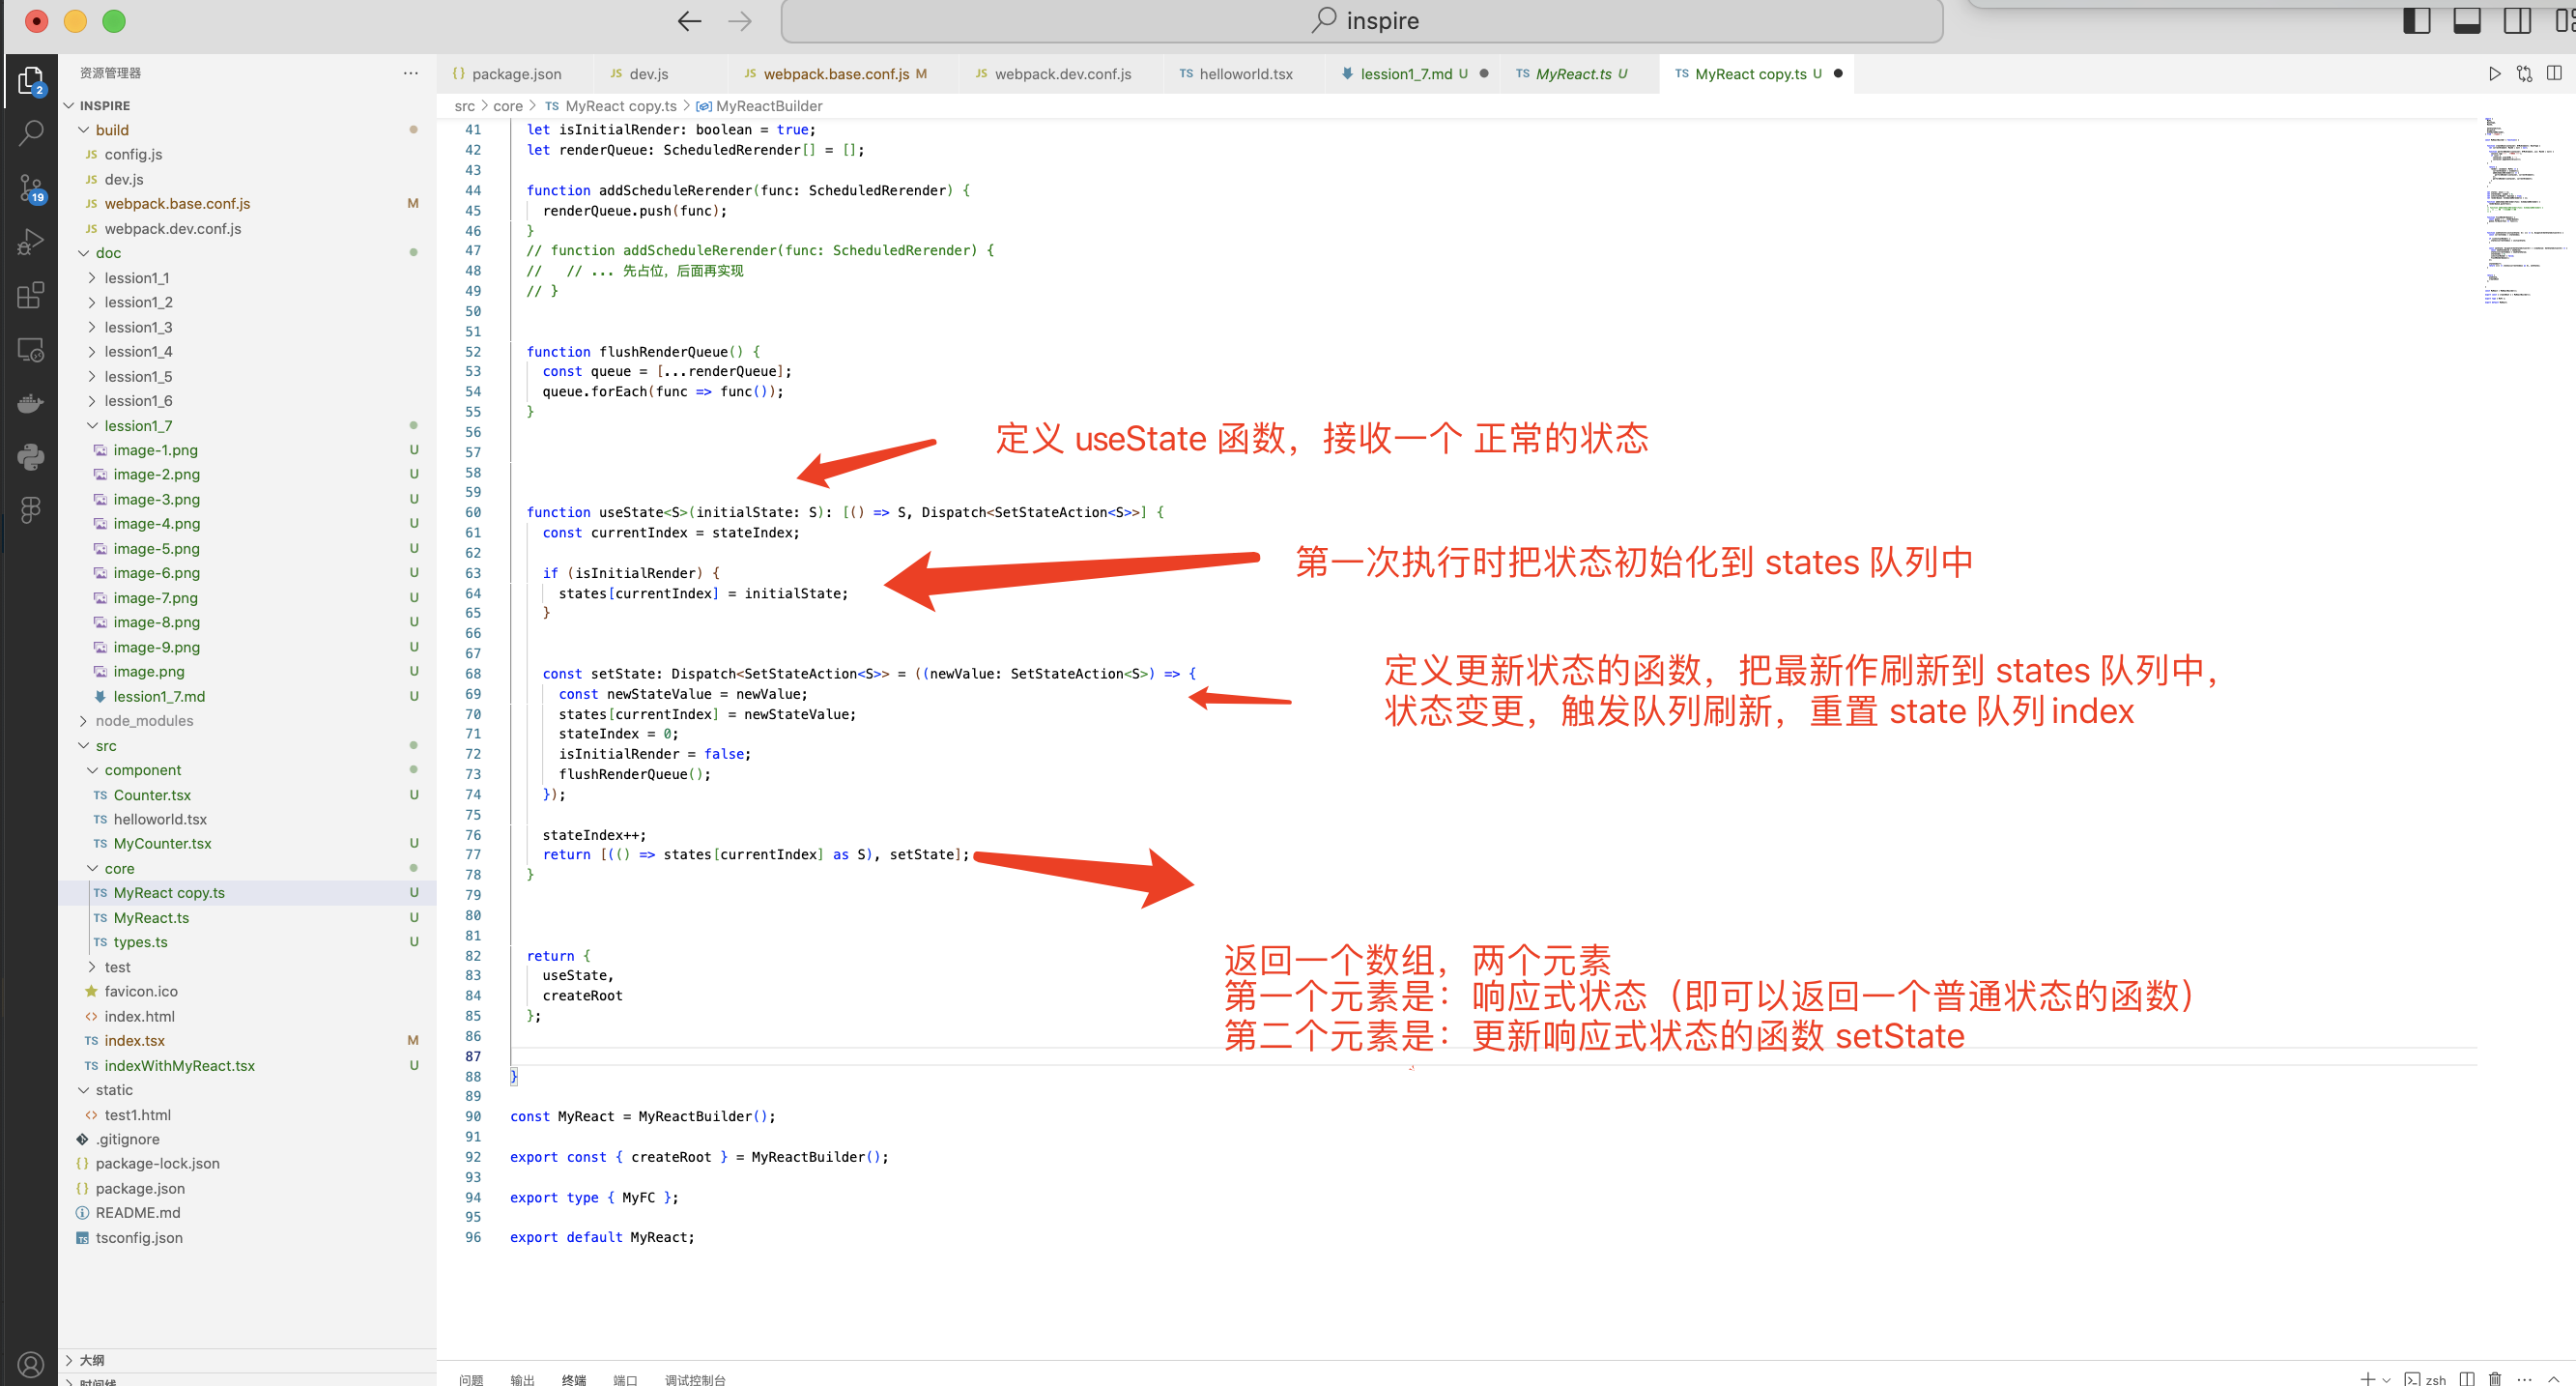 inspire
资源管理器
package.json
dev.js
webpack.base.conf.js M
webpack.dev.conf.js
helloworld.tsx
lession1_7.md U
MyReact.ts U
MyReact copy.ts U
src > core > TS MyReact copy.ts > MyReactBuilder
2
19
INSPIRE
build
config.js
dev.js
webpack.base.conf.js M
webpack.dev.conf.js
doc
lession1_1
lession1_2
lession1_3
lession1_4
lession1_5
lession1_6
lession1_7
image-1.png U
image-2.png U
image-3.png U
image-4.png U
image-5.png U
image-6.png U
image-7.png U
image-8.png U
image-9.png U
image.png U
lession1_7.md U
node_modules
src
component
TS Counter.tsx U
TS helloworld.tsx
TS MyCounter.tsx U
core
TS MyReact copy.ts U
TS MyReact.ts U
TS types.ts U
test
favicon.ico
index.html
TS index.tsx M
TS indexWithMyReact.tsx U
static
test1.html
.gitignore
package-lock.json
package.json
README.md
tsconfig.json
大纲
时间线
41 let isInitialRender: boolean = true;
42 let renderQueue: ScheduledRerender[] = [];
43
44 function addScheduleRerender(func: ScheduledRerender) {
45 renderQueue.push(func);
46 }
47 // function addScheduleRerender(func: ScheduledRerender) {
48 // // ... 先占位，后面再实现
49 // }
50
51
52 function flushRenderQueue() {
53 const queue = [...renderQueue];
54 queue.forEach(func => func());
55 }
56
57
58
59
60 function useState<S>(initialState: S): [() => S, Dispatch<SetStateAction<S>>] {
61 const currentIndex = stateIndex;
62
63 if (isInitialRender) {
64 states[currentIndex] = initialState;
65 }
66
67
68 const setState: Dispatch<SetStateAction<S>> = ((newValue: SetStateAction<S>) => {
69 const newStateValue = newValue;
70 states[currentIndex] = newStateValue;
71 stateIndex = 0;
72 isInitialRender = false;
73 flushRenderQueue();
74 });
75
76 stateIndex++;
77 return [(() => states[currentIndex] as S), setState];
78 }
79
80
81
82 return {
83 useState,
84 createRoot
85 };
86
87
88 }
89
90 const MyReact = MyReactBuilder();
91
92 export const { createRoot } = MyReactBuilder();
93
94 export type { MyFC };
95
96 export default MyReact;
定义 useState 函数，接收一个 正常的状态
第一次执行时把状态初始化到 states 队列中
定义更新状态的函数，把最新作刷新到 states 队列中，
状态变更，触发队列刷新，重置 state 队列index
返回一个数组，两个元素
第一个元素是：响应式状态（即可以返回一个普通状态的函数）
第二个元素是：更新响应式状态的函数 setState
问题 输出 终端 端口 调试控制台
zsh